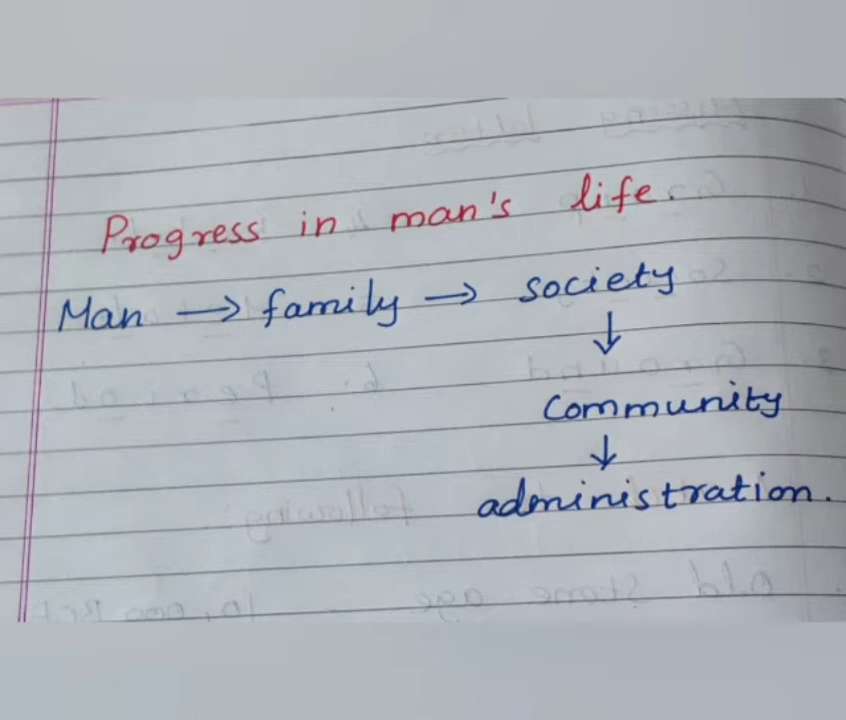 Progress in man's life.
Man → family → society
↓
Community
↓
administration.